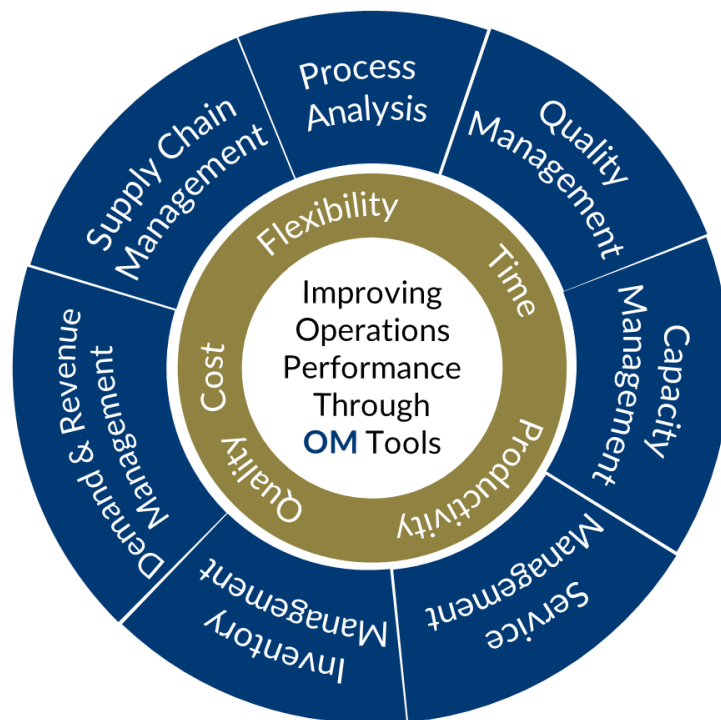 Process
Analysis
Quality
Management
Capacity
Management
Service
Management
Inventory
Management
Demand & Revenue
Management
Supply Chain
Management
Flexibility
Time
Productivity
Quality
Cost
Improving
Operations
Performance
Through
OM Tools